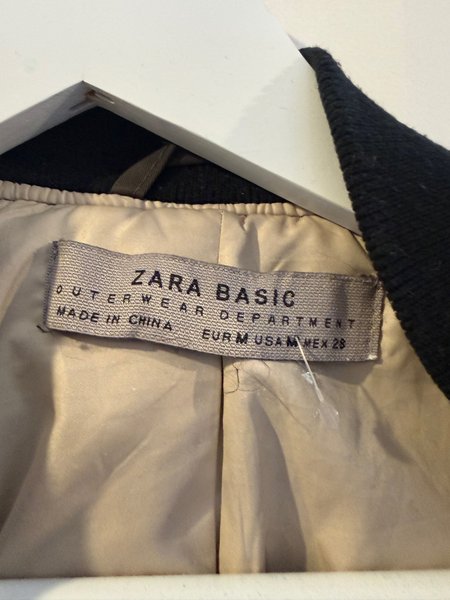 ZARA BASIC
OUTERWEAR DEPARTMENT
MADE IN CHINA EUR M USA M MEX 28